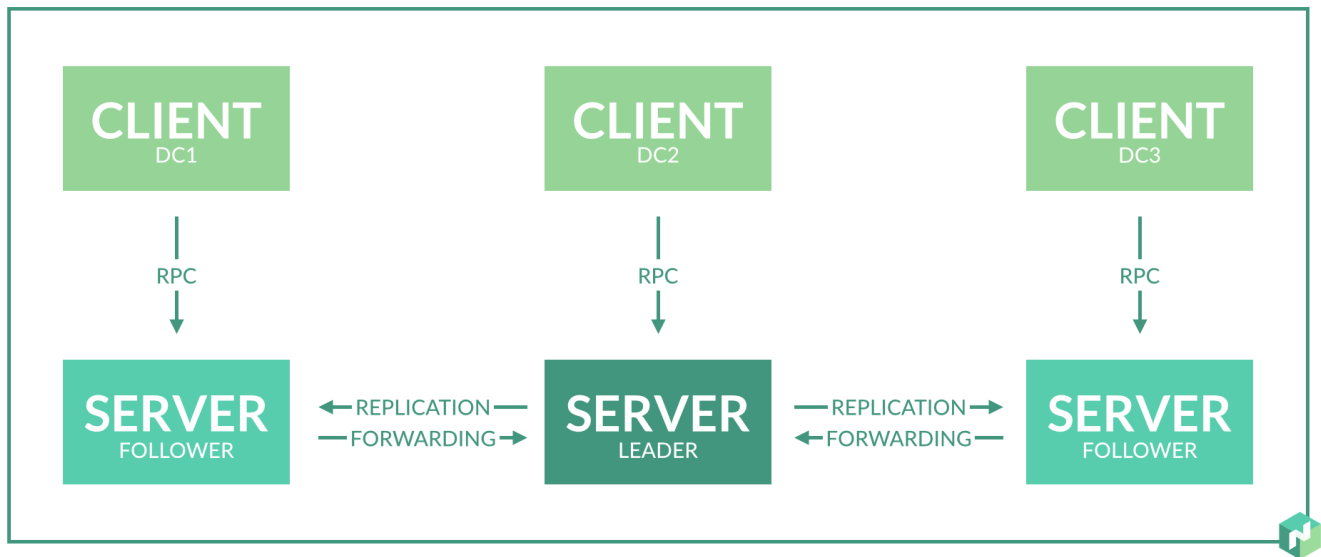 CLIENT
DC1
CLIENT
DC2
CLIENT
DC3
RPC
RPC
RPC
SERVER
FOLLOWER
REPLICATION
FORWARDING
SERVER
LEADER
REPLICATION
FORWARDING
SERVER
FOLLOWER